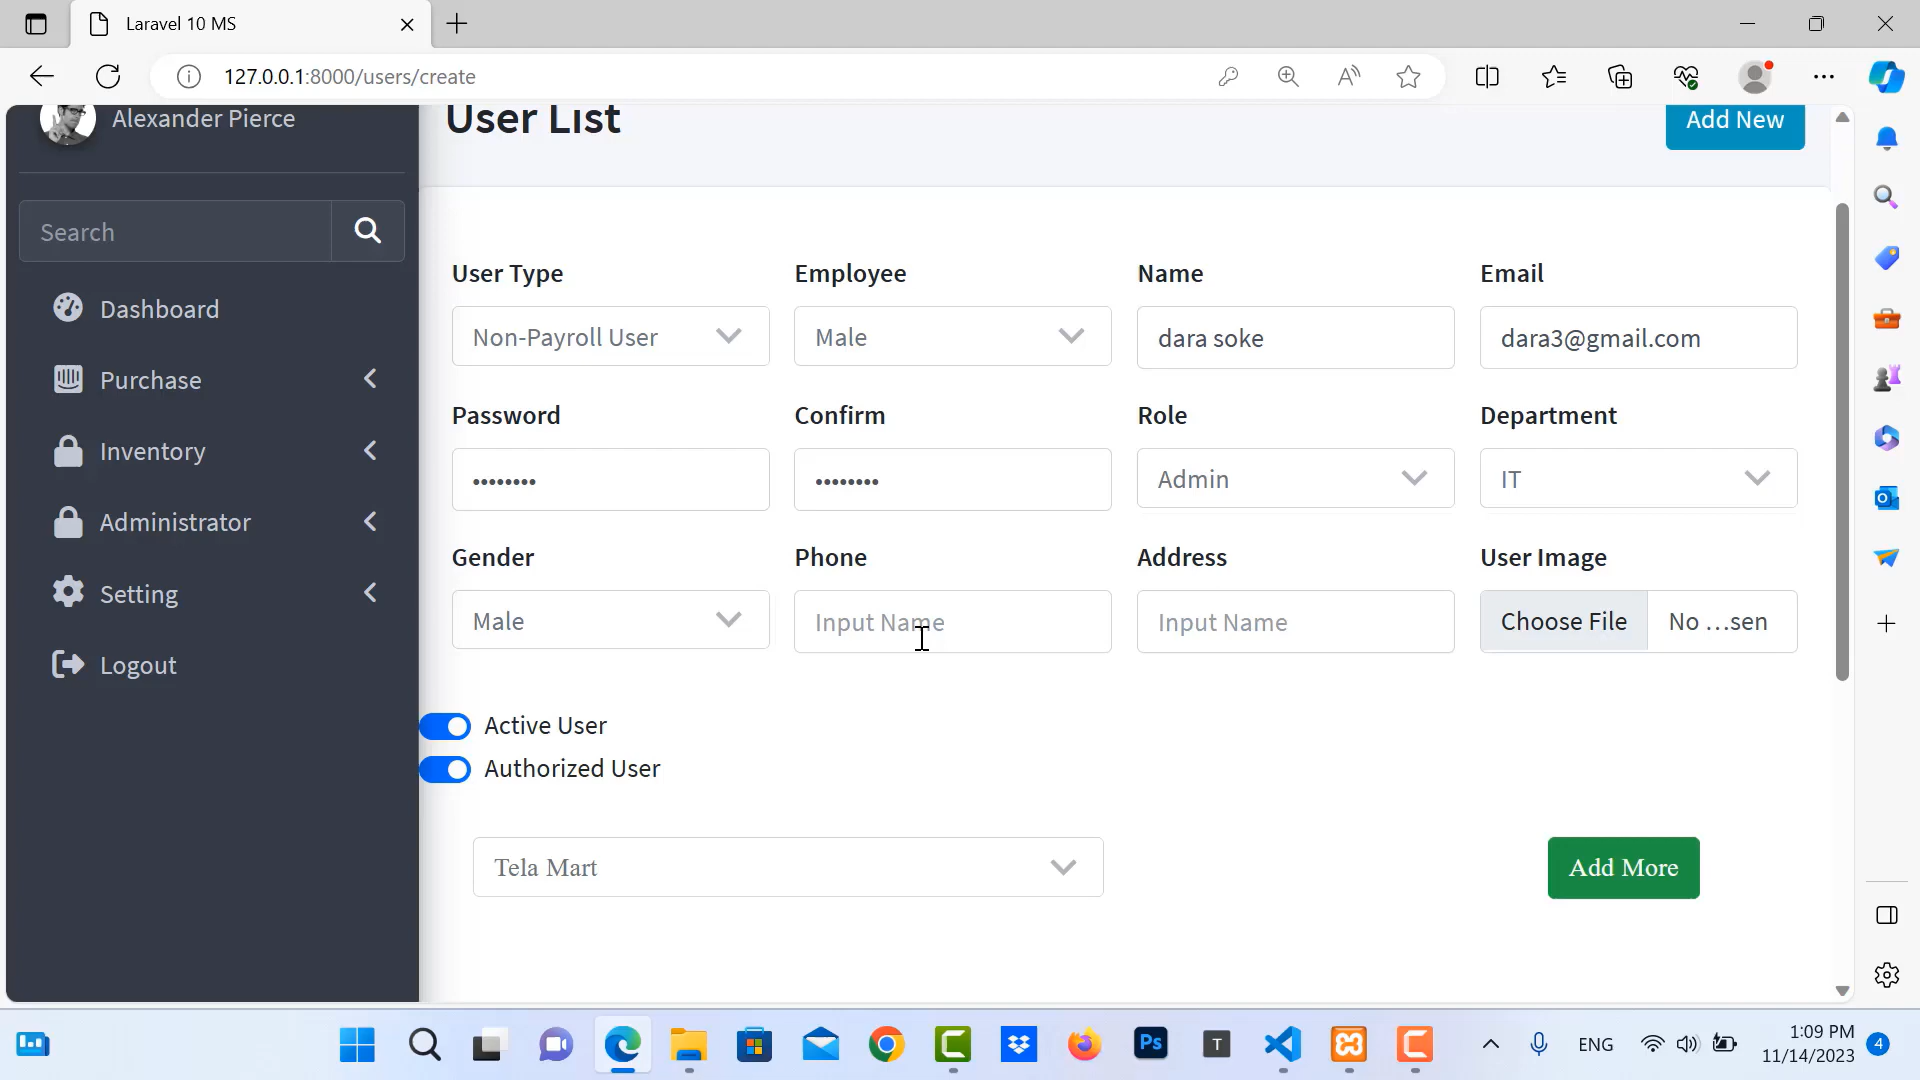 Laravel 10 MS
127.0.0.1:8000/users/create
Alexander Pierce
User List
Add New
Search
Dashboard
Purchase
Inventory
Administrator
Setting
Logout
User Type
Employee
Name
Email
Non-Payroll User
Male
dara soke
dara3@gmail.com
Password
Confirm
Role
Department
••••••••
••••••••
Admin
IT
Gender
Phone
Address
User Image
Male
Input Name
Input Name
Choose File
No ...sen
Active User
Authorized User
Tela Mart
Add More
Ps
T
ENG
1:09 PM
11/14/2023
4